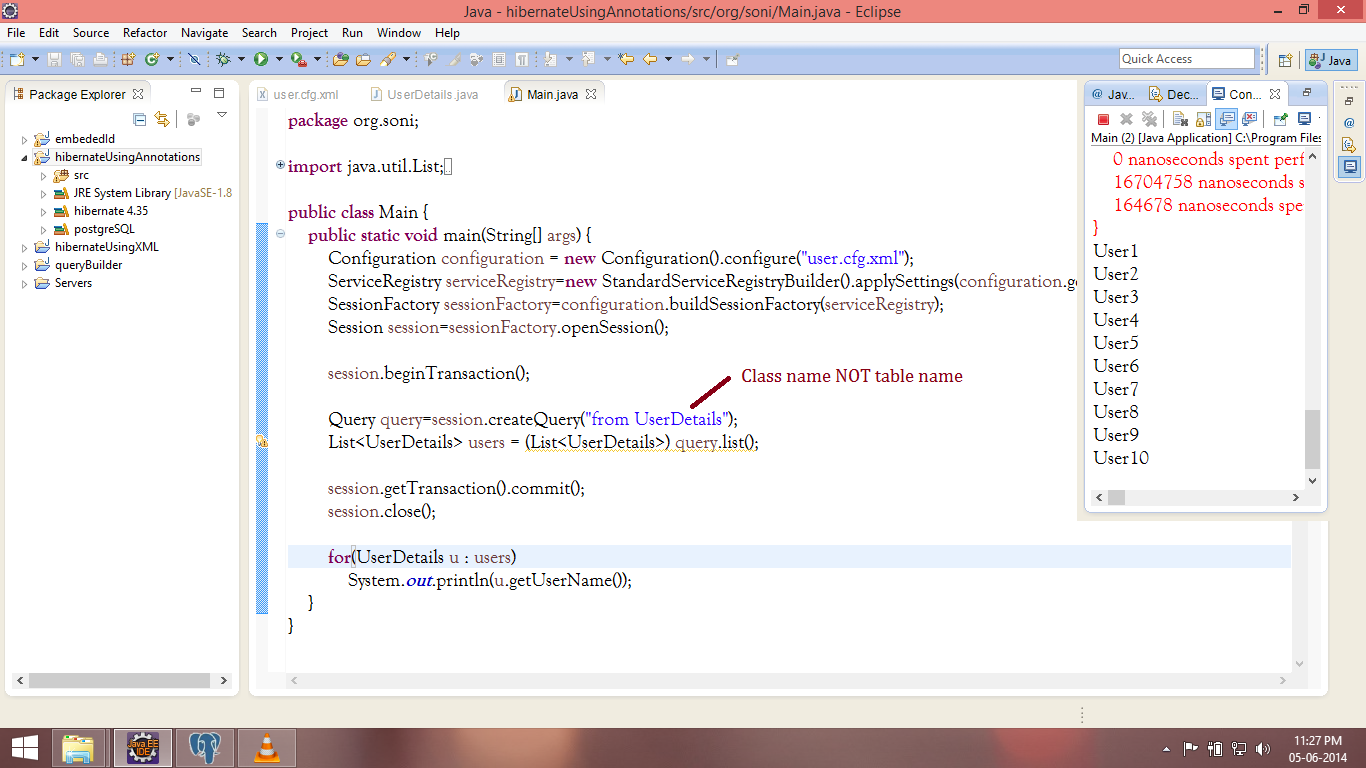 Java - hibernateUsingAnnotations/src/org/soni/Main.java - Eclipse
File Edit Source Refactor Navigate Search Project Run Window Help
Quick Access
Java
Package Explorer
embededId
hibernateUsingAnnotations
src
JRE System Library [JavaSE-1.8
hibernate 4.35
postgreSQL
hibernateUsingXML
queryBuilder
Servers
user.cfg.xml UserDetails.java Main.java
package org.soni;
import java.util.List;
public class Main {
public static void main(String[] args) {
Configuration configuration = new Configuration().configure("user.cfg.xml");
ServiceRegistry serviceRegistry=new StandardServiceRegistryBuilder().applySettings(configuration.ge
SessionFactory sessionFactory=configuration.buildSessionFactory(serviceRegistry);
Session session=sessionFactory.openSession();
session.beginTransaction();
Class name NOT table name
Query query=session.createQuery("from UserDetails");
List<UserDetails> users = (List<UserDetails>) query.list();
session.getTransaction().commit();
session.close();
for(UserDetails u : users)
System.out.println(u.getUserName());
}
}
@ Jav... Dec... Con...
Main (2) [Java Application] C:\Program Files
0 nanoseconds spent perf
16704758 nanoseconds s
164678 nanoseconds spe
}
User1
User2
User3
User4
User5
User6
User7
User8
User9
User10
Java EE
IDE
11:27 PM
05-06-2014